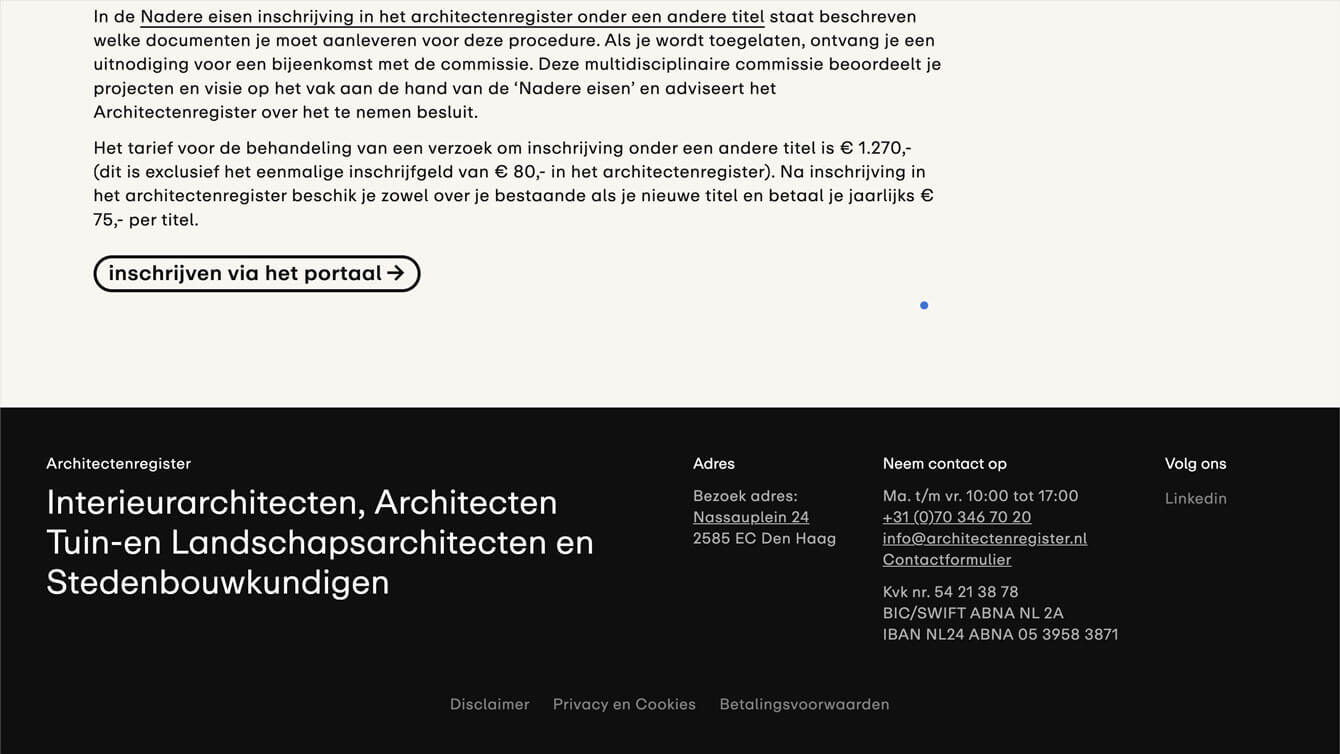 In de Nadere eisen inschrijving in het architectenregister onder een andere titel staat beschreven
welke documenten je moet aanleveren voor deze procedure. Als je wordt toegelaten, ontvang je een
uitnodiging voor een bijeenkomst met de commissie. Deze multidisciplinaire commissie beoordeelt je
projecten en visie op het vak aan de hand van de ‘Nadere eisen’ en adviseert het
Architectenregister over het te nemen besluit.
Het tarief voor de behandeling van een verzoek om inschrijving onder een andere titel is € 1.270,-
(dit is exclusief het eenmalige inschrijfgeld van € 80,- in het architectenregister). Na inschrijving in
het architectenregister beschik je zowel over je bestaande als je nieuwe titel en betaal je jaarlijks €
75,- per titel.
inschrijven via het portaal →
Architectenregister
Interieurarchitecten, Architecten
Tuin-en Landschapsarchitecten en
Stedenbouwkundigen
Adres
Bezoek adres:
Nassauplein 24
2585 EC Den Haag
Neem contact op
Ma. t/m vr. 10:00 tot 17:00
+31 (0)70 346 70 20
info@architectenregister.nl
Contactformulier
Kvk nr. 54 21 38 78
BIC/SWIFT ABNA NL 2A
IBAN NL24 ABNA 05 3958 3871
Volg ons
Linkedin
Disclaimer Privacy en Cookies Betalingsvoorwaarden